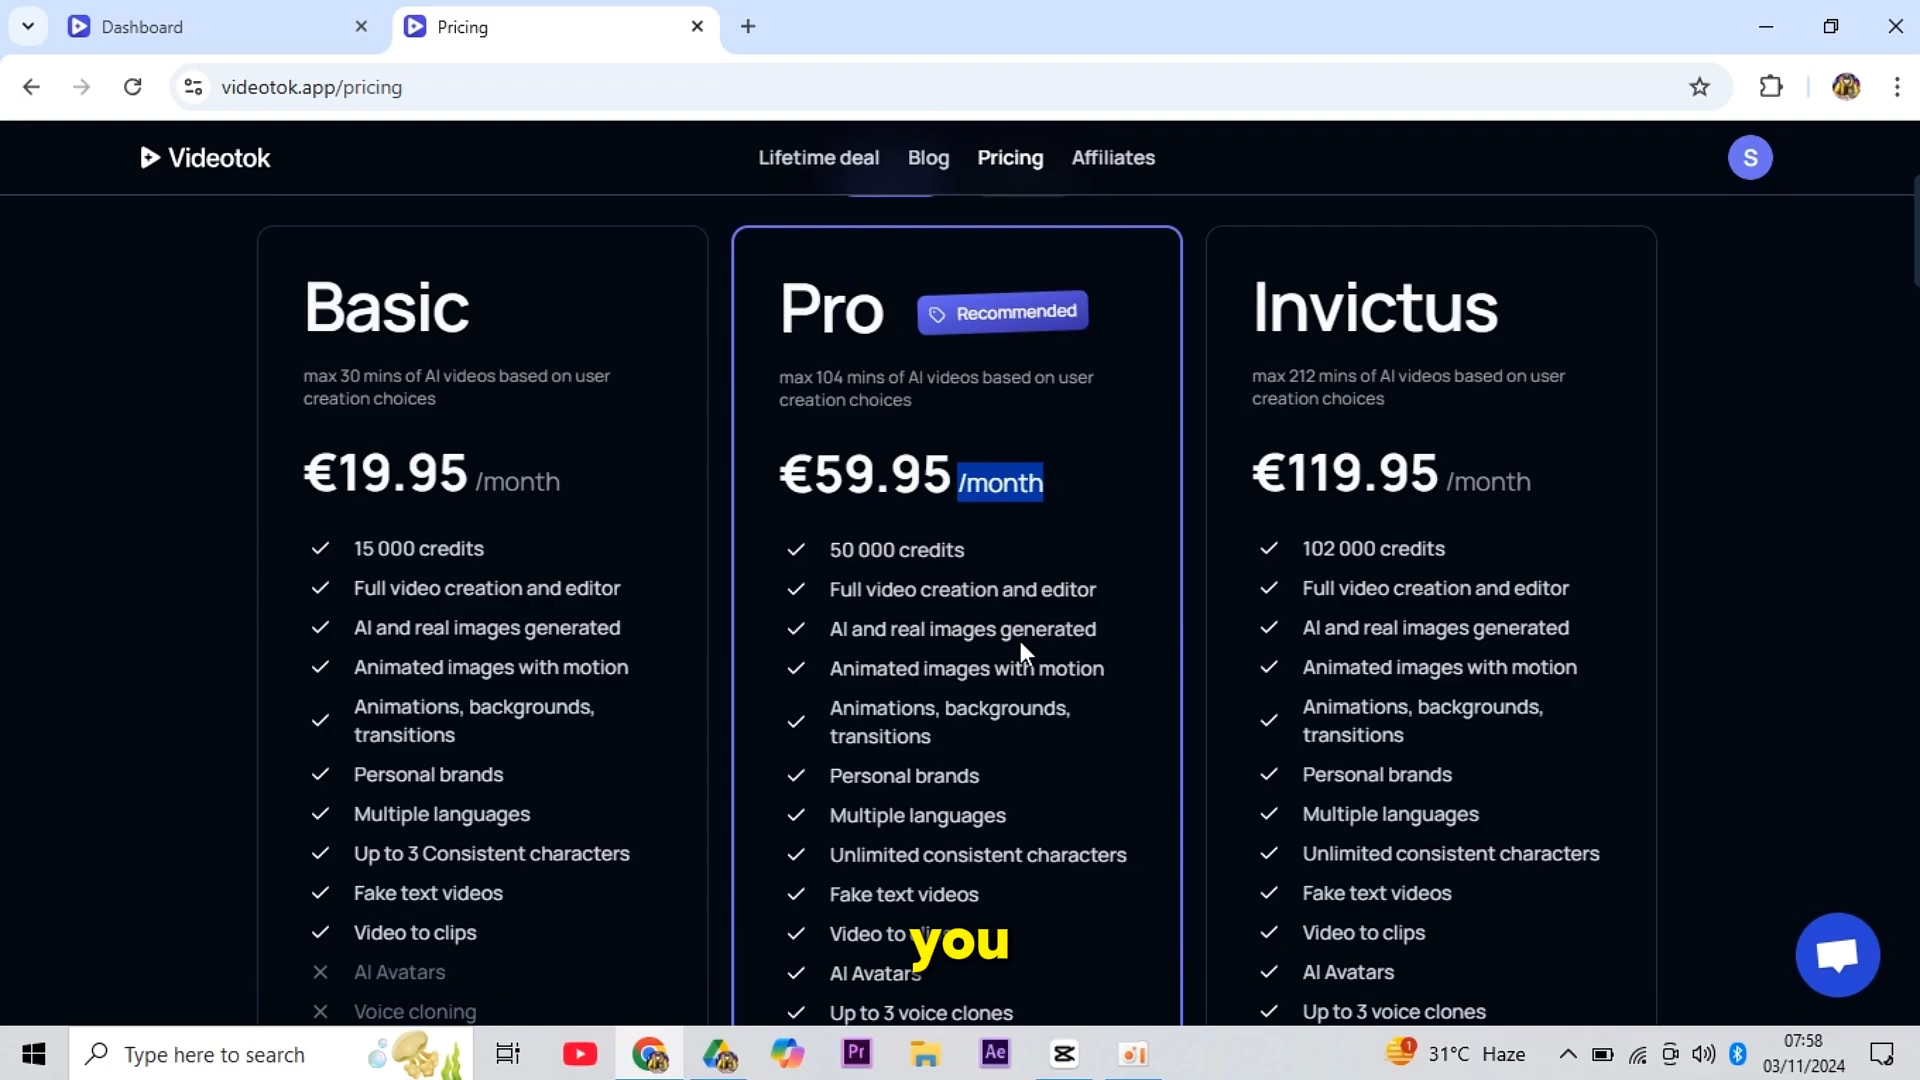 Dashboard
Pricing
videotok.app/pricing
Videotok
Lifetime deal
Blog
Pricing
Affiliates
S
Basic
max 30 mins of AI videos based on user
creation choices
€19.95 /month
15 000 credits
Full video creation and editor
AI and real images generated
Animated images with motion
Animations, backgrounds,
transitions
Personal brands
Multiple languages
Up to 3 Consistent characters
Fake text videos
Video to clips
AI Avatars
Voice cloning
Pro
Recommended
max 104 mins of AI videos based on user
creation choices
€59.95 /month
50 000 credits
Full video creation and editor
AI and real images generated
Animated images with motion
Animations, backgrounds,
transitions
Personal brands
Multiple languages
Unlimited consistent characters
Fake text videos
Video to
AI Avatars
Up to 3 voice clones
you
Invictus
max 212 mins of AI videos based on user
creation choices
€119.95 /month
102 000 credits
Full video creation and editor
AI and real images generated
Animated images with motion
Animations, backgrounds,
transitions
Personal brands
Multiple languages
Unlimited consistent characters
Fake text videos
Video to clips
AI Avatars
Up to 3 voice clones
Type here to search
Pr
Ae
1
31°C Haze
07:58
03/11/2024